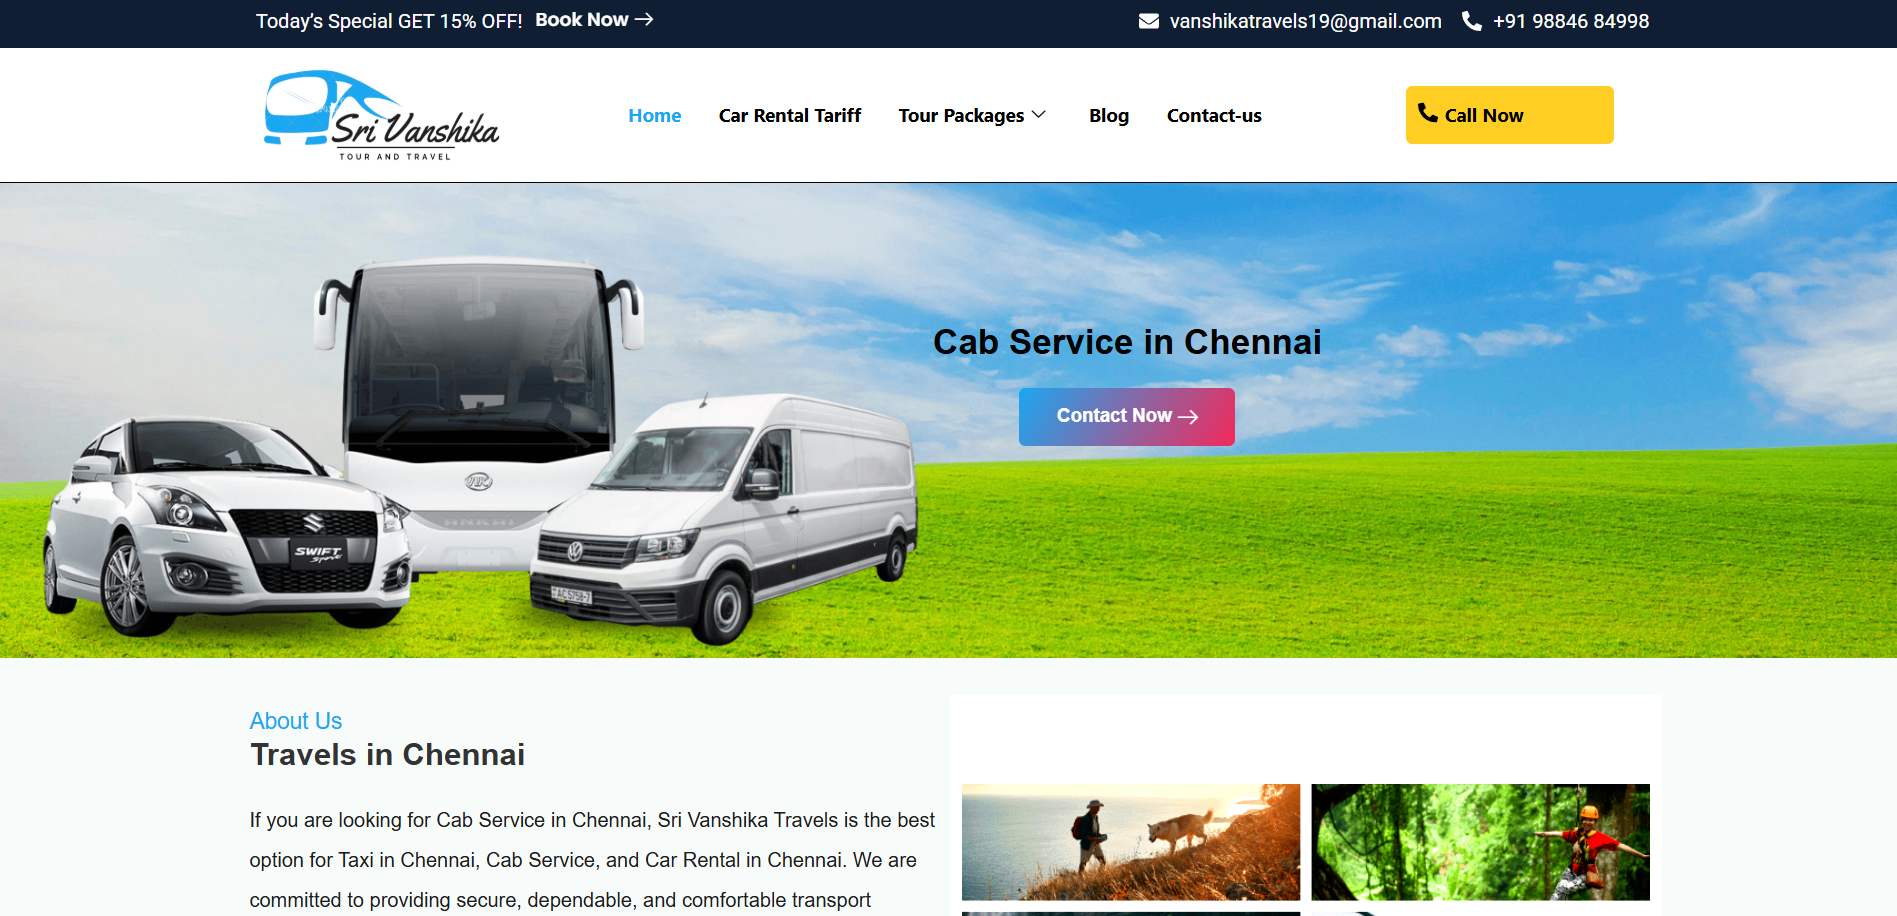 Today's Special GET 15% OFF! Book Now
vanshikatravels19@gmail.com +91 98846 84998
Sri Vanshika
TOUR AND TRAVEL
Home Car Rental Tariff Tour Packages Blog Contact-us
Call Now
Cab Service in Chennai
Contact Now
ANKAI
SWIFT
Sport
About Us
Travels in Chennai
If you are looking for Cab Service in Chennai, Sri Vanshika Travels is the best
option for Taxi in Chennai, Cab Service, and Car Rental in Chennai. We are
committed to providing secure, dependable, and comfortable transport